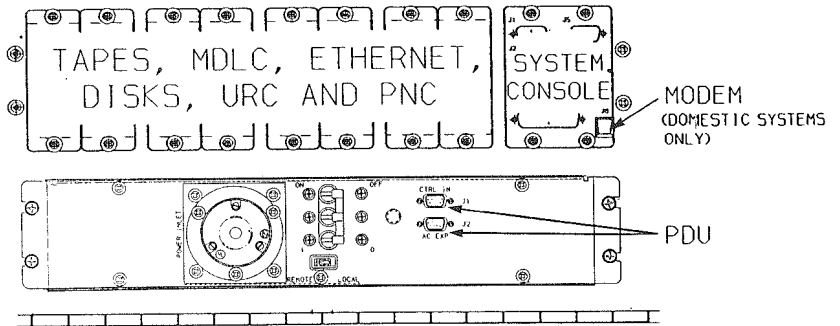 J1
J5
J2
TAPES, MDLC, ETHERNET,
DISKS, URC AND PNC
SYSTEM
CONSOLE
J6
MODEM
(DOMESTIC SYSTEMS
ONLY)
POWER INLET
ON
OFF
CTRL IN
J1
J2
AC EXP
1
0
REMOTE
LOCAL
PDU